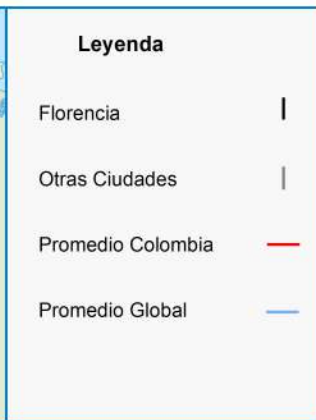 Leyenda
Florencia
Otras Ciudades
Promedio Colombia
Promedio Global